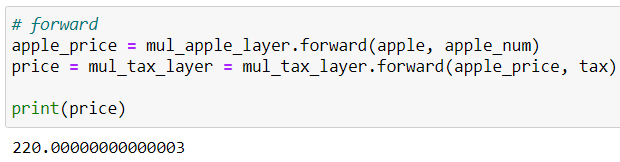 # forward
apple_price = mul_apple_layer.forward(apple, apple_num)
price = mul_tax_layer = mul_tax_layer.forward(apple_price, tax)
print(price)
220.00000000000003